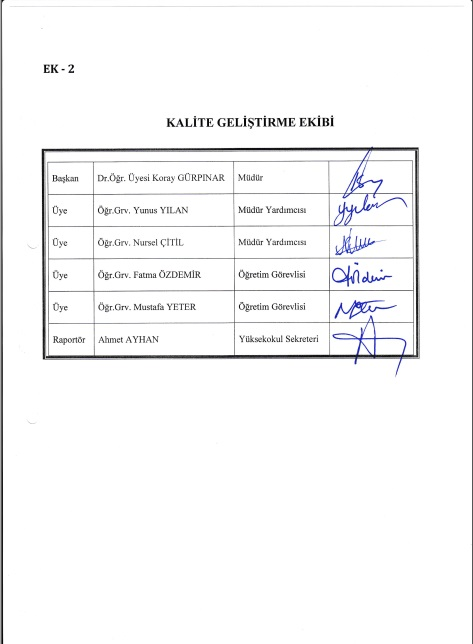 EK - 2
KALİTE GELİŞTİRME EKİBİ
Başkan Dr.Öğr. Üyesi Koray GÜRPINAR Müdür
Üye Öğr.Grv. Yunus YILAN Müdür Yardımcısı
Üye Öğr.Grv. Nursel ÇİTİL Müdür Yardımcısı
Üye Öğr.Grv. Fatma ÖZDEMİR Öğretim Görevlisi
Üye Öğr.Grv. Mustafa YETER Öğretim Görevlisi
Raportör Ahmet AYHAN Yüksekokul Sekreteri